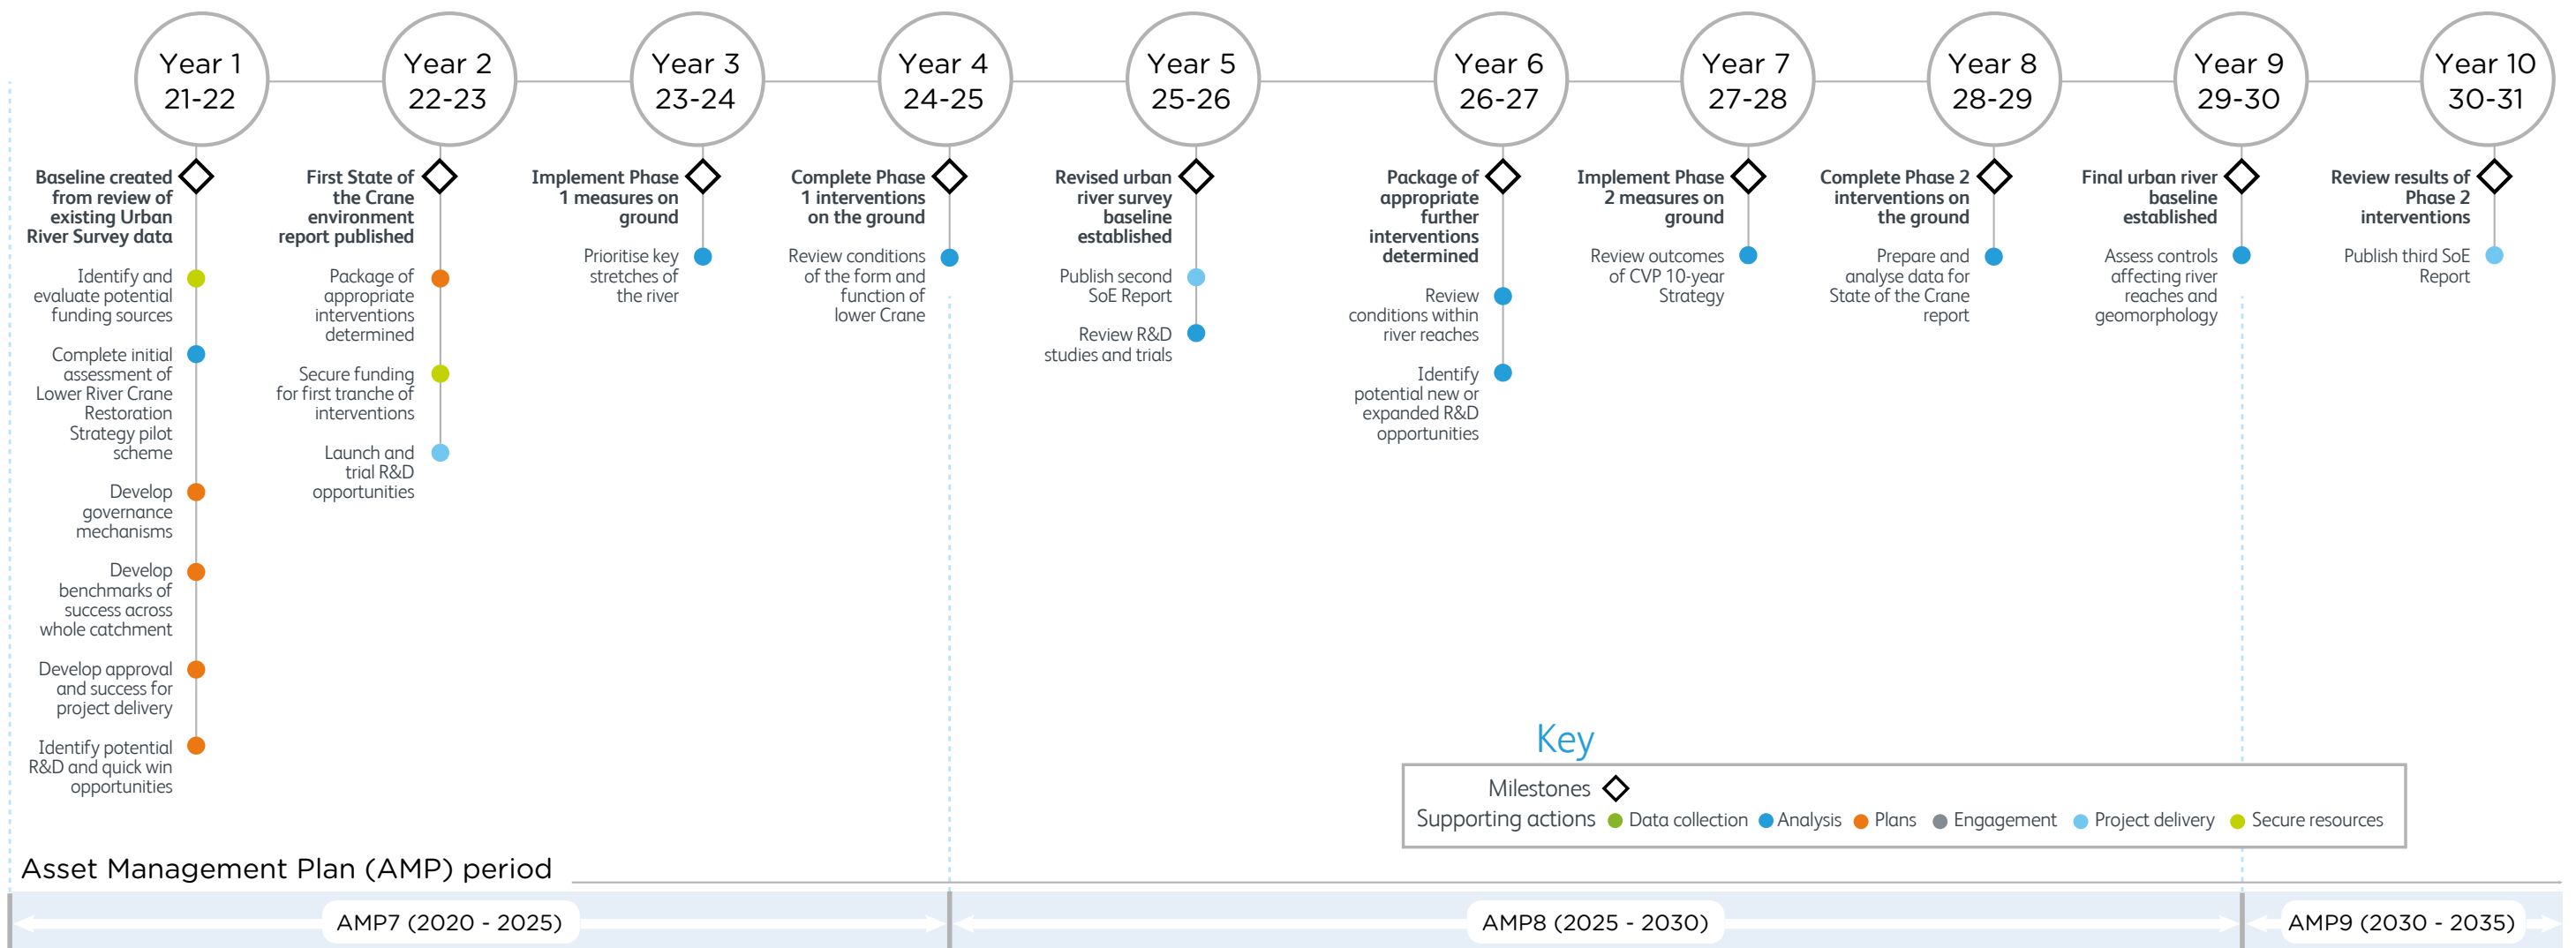 Year 1
21-22
Year 2
22-23
Year 3
23-24
Year 4
24-25
Year 5
25-26
Year 6
26-27
Year 7
27-28
Year 8
28-29
Year 9
29-30
Year 10
30-31
Baseline created
from review of
existing Urban
River Survey data
Identify and
evaluate potential
funding sources
Complete initial
assessment of
Lower River Crane
Restoration
Strategy pilot
scheme
Develop
governance
mechanisms
Develop
benchmarks of
success across
whole catchment
Develop approval
and success for
project delivery
Identify potential
R&D and quick win
opportunities
First State of
the Crane
environment
report published
Package of
appropriate
interventions
determined
Secure funding
for first tranche of
interventions
Launch and
trial R&D
opportunities
Implement Phase
1 measures on
ground
Prioritise key
stretches of
the river
Complete Phase
1 interventions
on the ground
Review conditions
of the form and
function of
lower Crane
Revised urban
river survey
baseline
established
Publish second
SoE Report
Review R&D
studies and trials
Package of
appropriate
further
interventions
determined
Review
conditions within
river reaches
Identify
potential new or
expanded R&D
opportunities
Implement Phase
2 measures on
ground
Review outcomes
of CVP 10-year
Strategy
Complete Phase 2
interventions on
the ground
Prepare and
analyse data for
State of the Crane
report
Final urban river
baseline
established
Assess controls
affecting river
reaches and
geomorphology
Review results of
Phase 2
interventions
Publish third SoE
Report
Key
Milestones
Supporting actions Data collection Analysis Plans Engagement Project delivery Secure resources
Asset Management Plan (AMP) period
AMP7 (2020 - 2025)
AMP8 (2025 - 2030)
AMP9 (2030 - 2035)